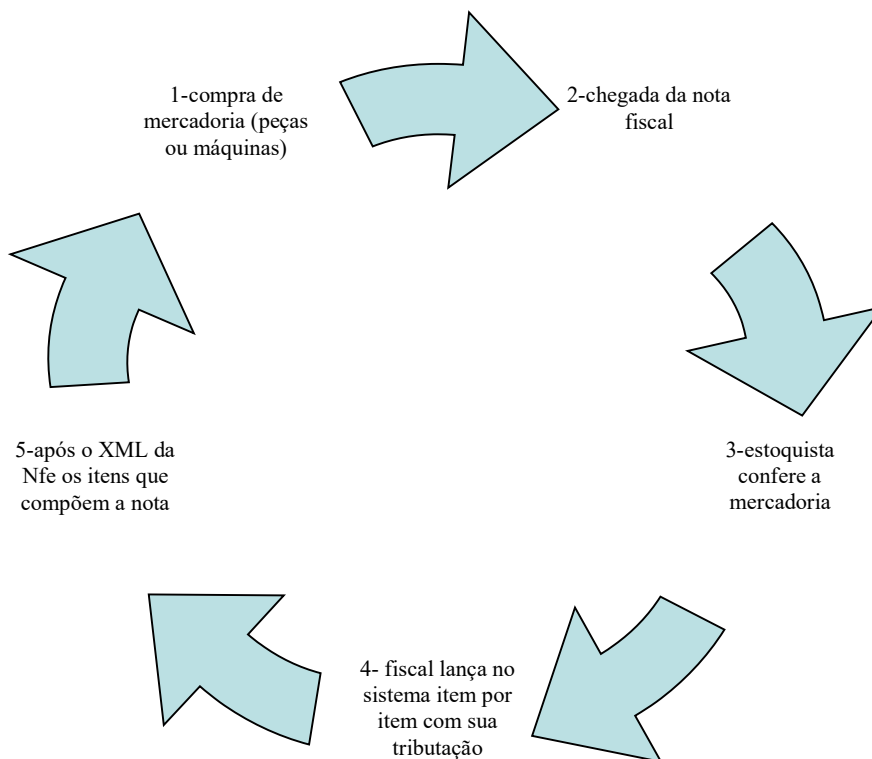 1-compra de
mercadoria (peças
ou máquinas)
2-chegada da nota
fiscal
3-estoquista
confere a
mercadoria
4- fiscal lança no
sistema item por
item com sua
tributação
5-após o XML da
Nfe os itens que
compõem a nota